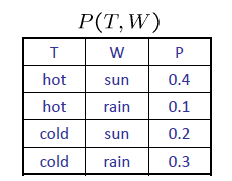 P(T, W)
T W P
hot sun 0.4
hot rain 0.1
cold sun 0.2
cold rain 0.3